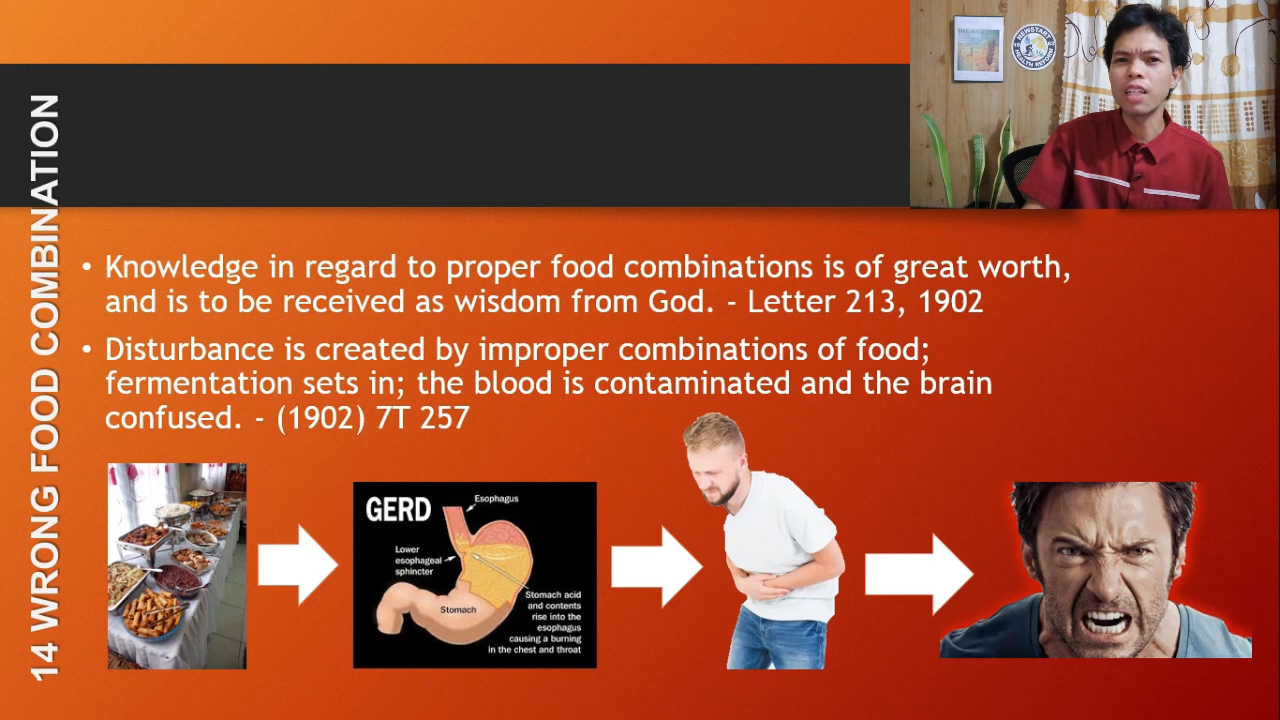 14 WRONG FOOD COMBINATION
NEWSTART
HEALTH REFORM
• Knowledge in regard to proper food combinations is of great worth,
and is to be received as wisdom from God. - Letter 213, 1902
• Disturbance is created by improper combinations of food;
fermentation sets in; the blood is contaminated and the brain
confused. - (1902) 7T 257
GERD
Esophagus
Lower
esophageal
sphincter
Stomach
Stomach acid
and contents
rise into the
esophagus
causing a burning
in the chest and throat